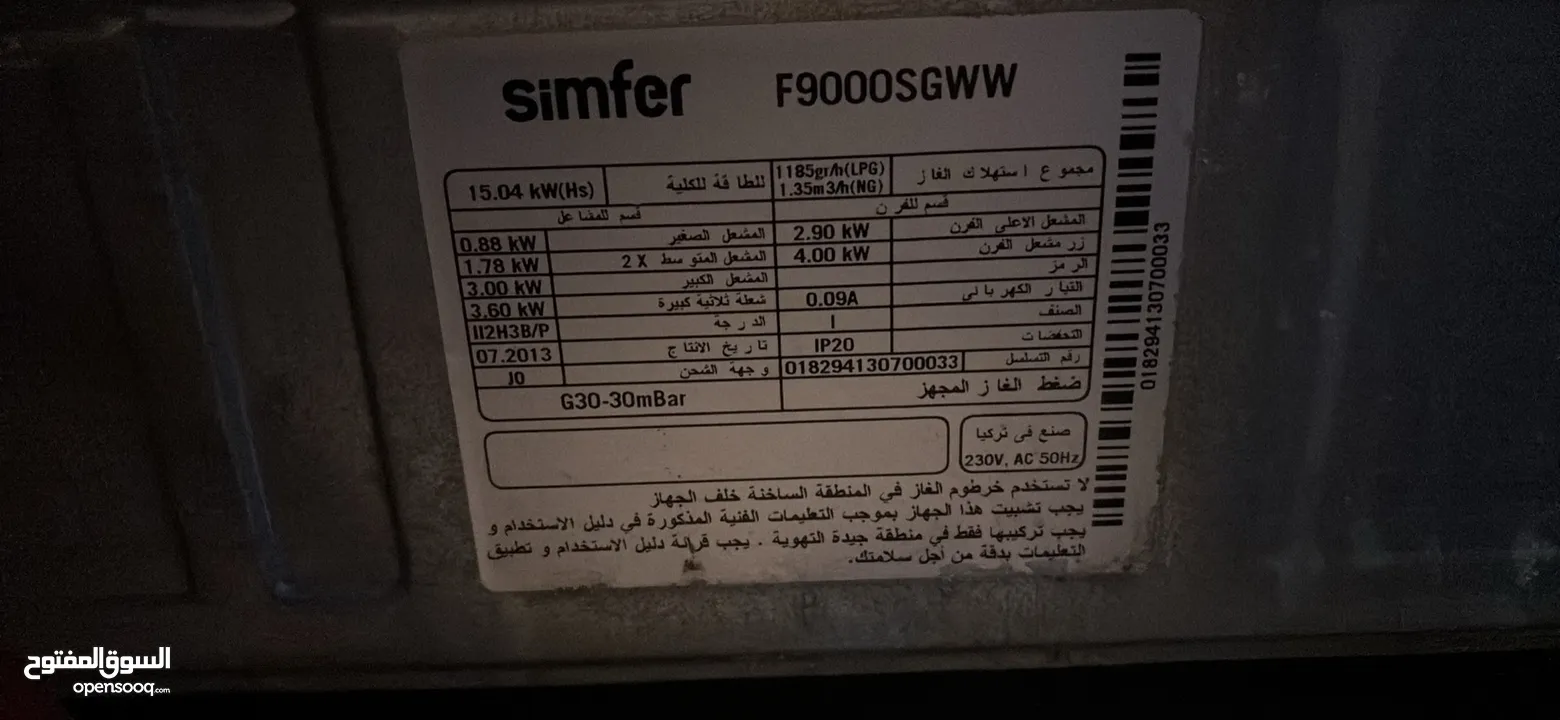 simfer F9000SGWW
مجموع استهلاك الغاز 1185gr/h(LPG) 1.35m3/h(NG) للطاقة للكلية 15.04 kW(Hs)
قسم للفرن قسم للمشاعل
المشعل الاعلى الفرن 2.90 kW المشعل الصغير 0.88 kW
زر مشعل الفرن 4.00 kW المشعل المتوسط 2 X 1.78 kW
الرمز المشعل الكبير 3.00 kW
التيار الكهربائى 0.09A شعلة ثلاثية كبيرة 3.60 kW
الصنف I الدرجة II2H3B/P
التحفضات IP20 تاريخ الانتاج 07.2013
رقم التسلسل 018294130700033 وجهة الشحن JO
ضغط الغاز المجهز G30-30mBar
صنع في تركيا
230V, AC 50Hz
لا تستخدم خرطوم الغاز في المنطقة الساخنة خلف الجهاز
يجب تشبيت هذا الجهاز بموجب التعليمات الفنية المذكورة في دليل الاستخدام و
يجب تركيبها فقط في منطقة جيدة التهوية . يجب قرائة دليل الاستخدام و تطبيق
التعليمات بدقة من أجل سلامتك.
018294130700033
السوق المفتوح
opensooq.com